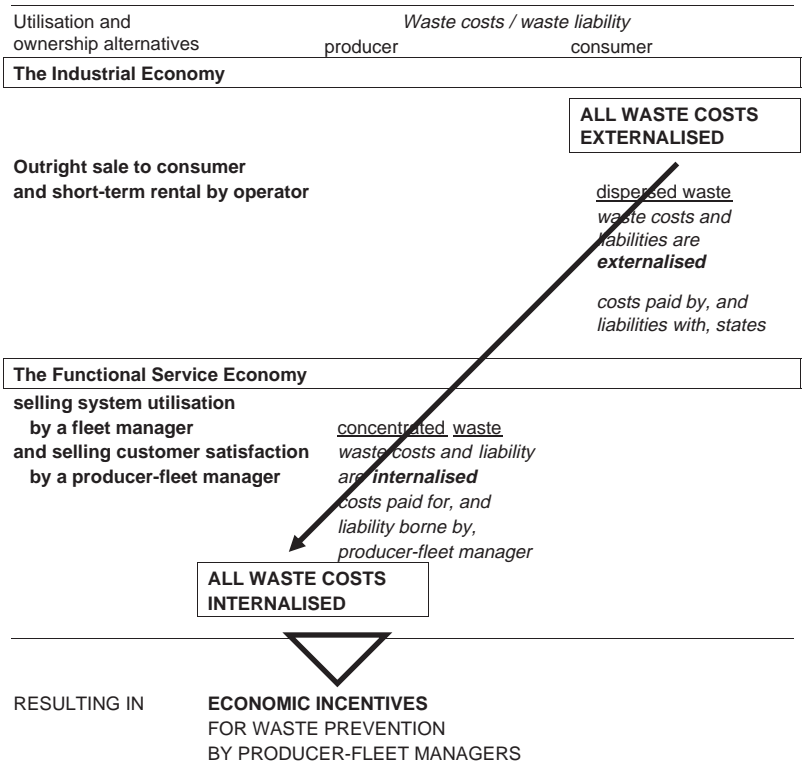 Utilisation and Waste costs / waste liability
ownership alternatives producer consumer
The Industrial Economy
ALL WASTE COSTS
EXTERNALISED
Outright sale to consumer
and short-term rental by operator dispersed waste
waste costs and
liabilities are
externalised
costs paid by, and
liabilities with, states
The Functional Service Economy
selling system utilisation
by a fleet manager concentrated waste
and selling customer satisfaction waste costs and liability
by a producer-fleet manager are internalised
costs paid for, and
liability borne by,
producer-fleet manager
ALL WASTE COSTS
INTERNALISED
RESULTING IN ECONOMIC INCENTIVES
FOR WASTE PREVENTION
BY PRODUCER-FLEET MANAGERS